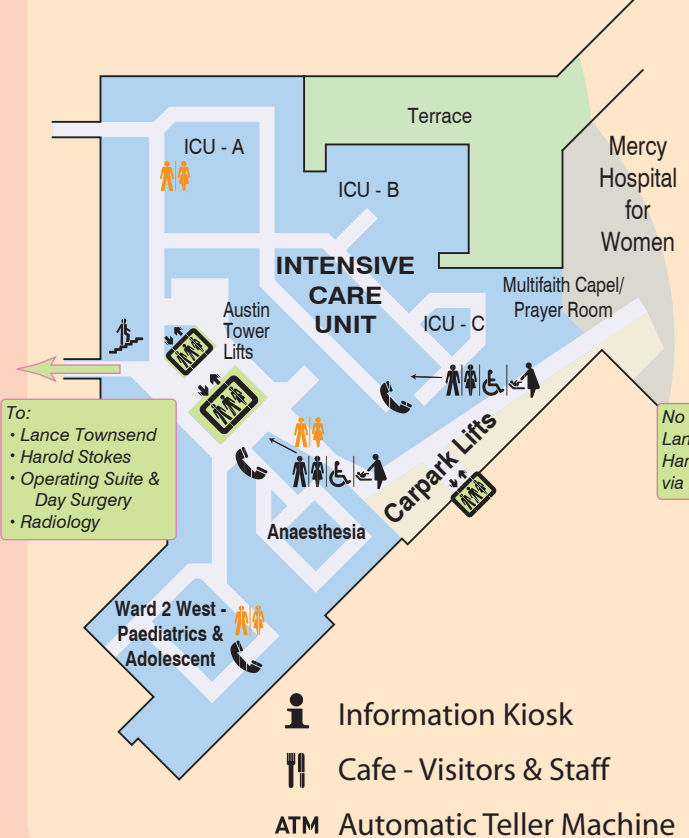 Terrace
Mercy
Hospital
for
Women
ICU - A
ICU - B
INTENSIVE
CARE
UNIT
Multifaith Capel/
Prayer Room
ICU - C
Austin
Tower
Lifts
To:
• Lance Townsend
• Harold Stokes
• Operating Suite &
Day Surgery
• Radiology
No
Lan
Har
via
Carpark Lifts
Anaesthesia
Ward 2 West -
Paediatrics &
Adolescent
Information Kiosk
Cafe - Visitors & Staff
ATM Automatic Teller Machine